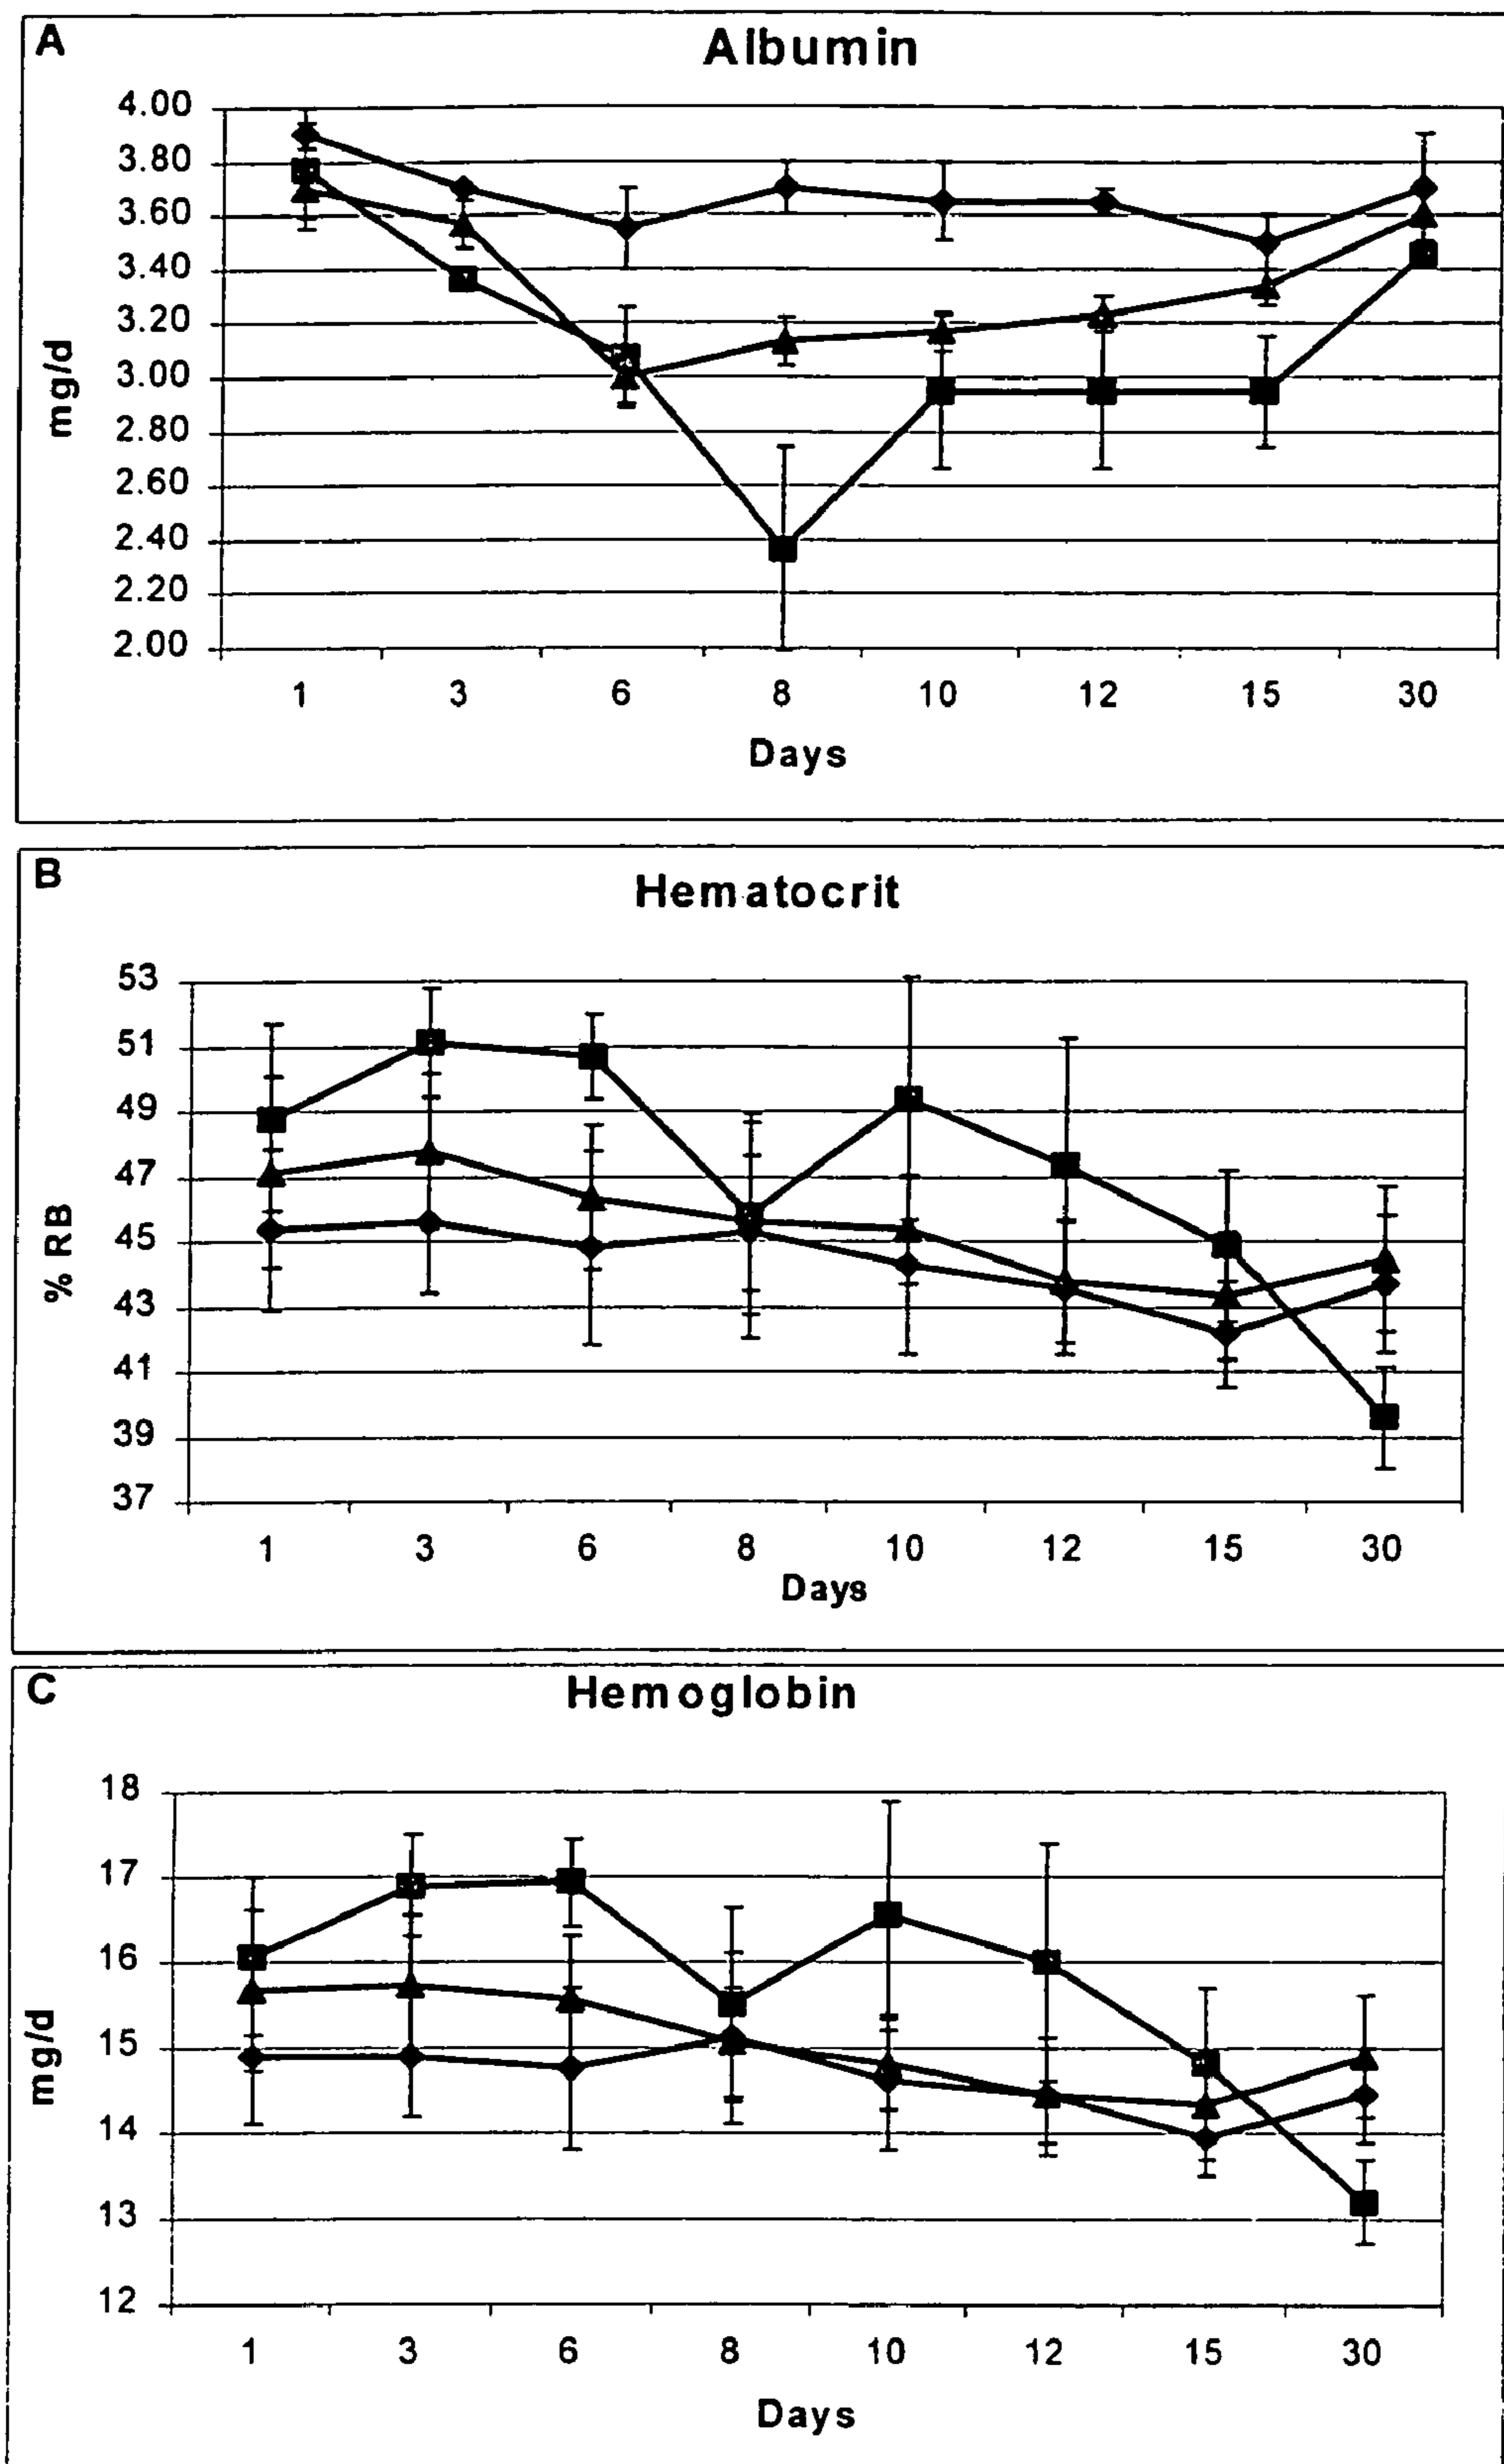 A
Albumin
4.00
3.80
3.60
3.40
3.20
3.00
2.80
2.60
2.40
2.20
2.00
mg/d
1 3 6 8 10 12 15 30
Days
B
Hematocrit
53
51
49
47
45
43
41
39
37
% RB
1 3 6 8 10 12 15 30
Days
C
Hemoglobin
18
17
16
15
14
13
12
mg/d
1 3 6 8 10 12 15 30
Days